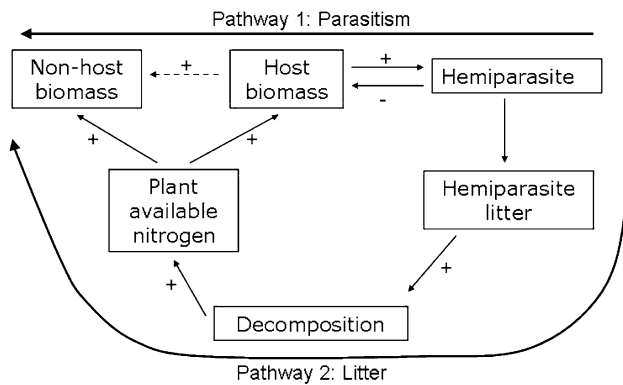 Pathway 1: Parasitism
Non-host
biomass
+
Host
biomass
+
-
Hemiparasite
+
+
Plant
available
nitrogen
Hemiparasite
litter
+
+
Decomposition
Pathway 2: Litter